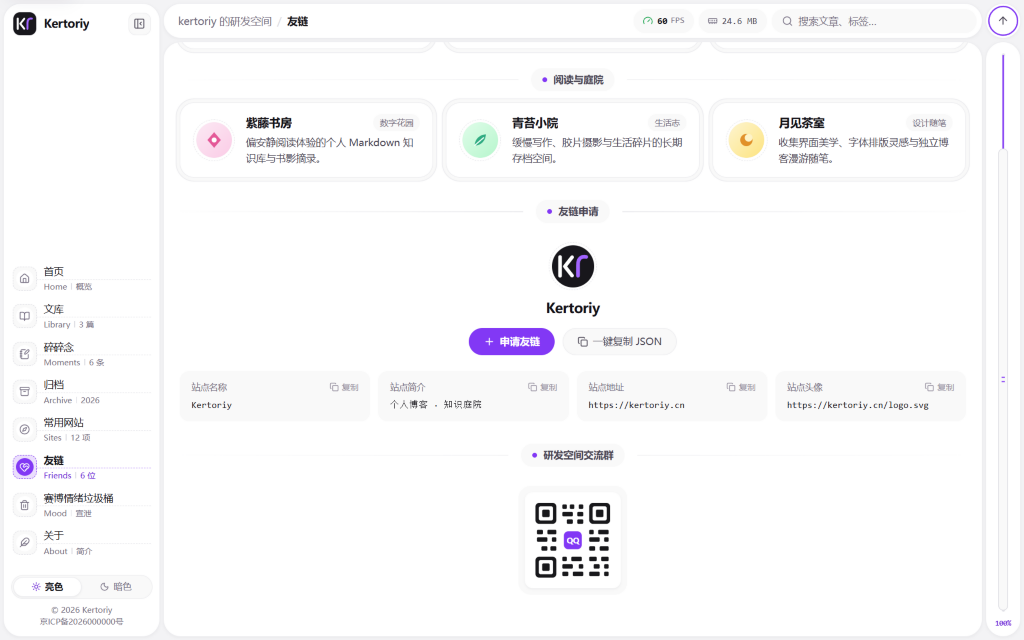 Kertoriy
kertoriy 的研发空间 / 友链
60 FPS
24.6 MB
搜索文章、标签...
首页
Home | 概览
文库
Library | 3 篇
碎碎念
Moments | 6 条
归档
Archive | 2026
常用网站
Sites | 12 项
友链
Friends | 6 位
赛博情绪垃圾桶
Mood | 宣泄
关于
About | 简介
亮色
暗色
© 2026 Kertoriy
京ICP备2026000000号
阅读与庭院
紫藤书房
数字花园
偏安静阅读体验的个人 Markdown 知
识库与书影摘录。
青苔小院
生活志
缓慢写作、胶片摄影与生活碎片的长期
存档空间。
月见茶室
设计随笔
收集界面美学、字体排版灵感与独立博
客漫游随笔。
友链申请
Kr
Kertoriy
+ 申请友链
一键复制 JSON
站点名称
复制
Kertoriy
站点简介
复制
个人博客 · 知识庭院
站点地址
复制
https://kertoriy.cn
站点头像
复制
https://kertoriy.cn/logo.svg
研发空间交流群
QQ
100%